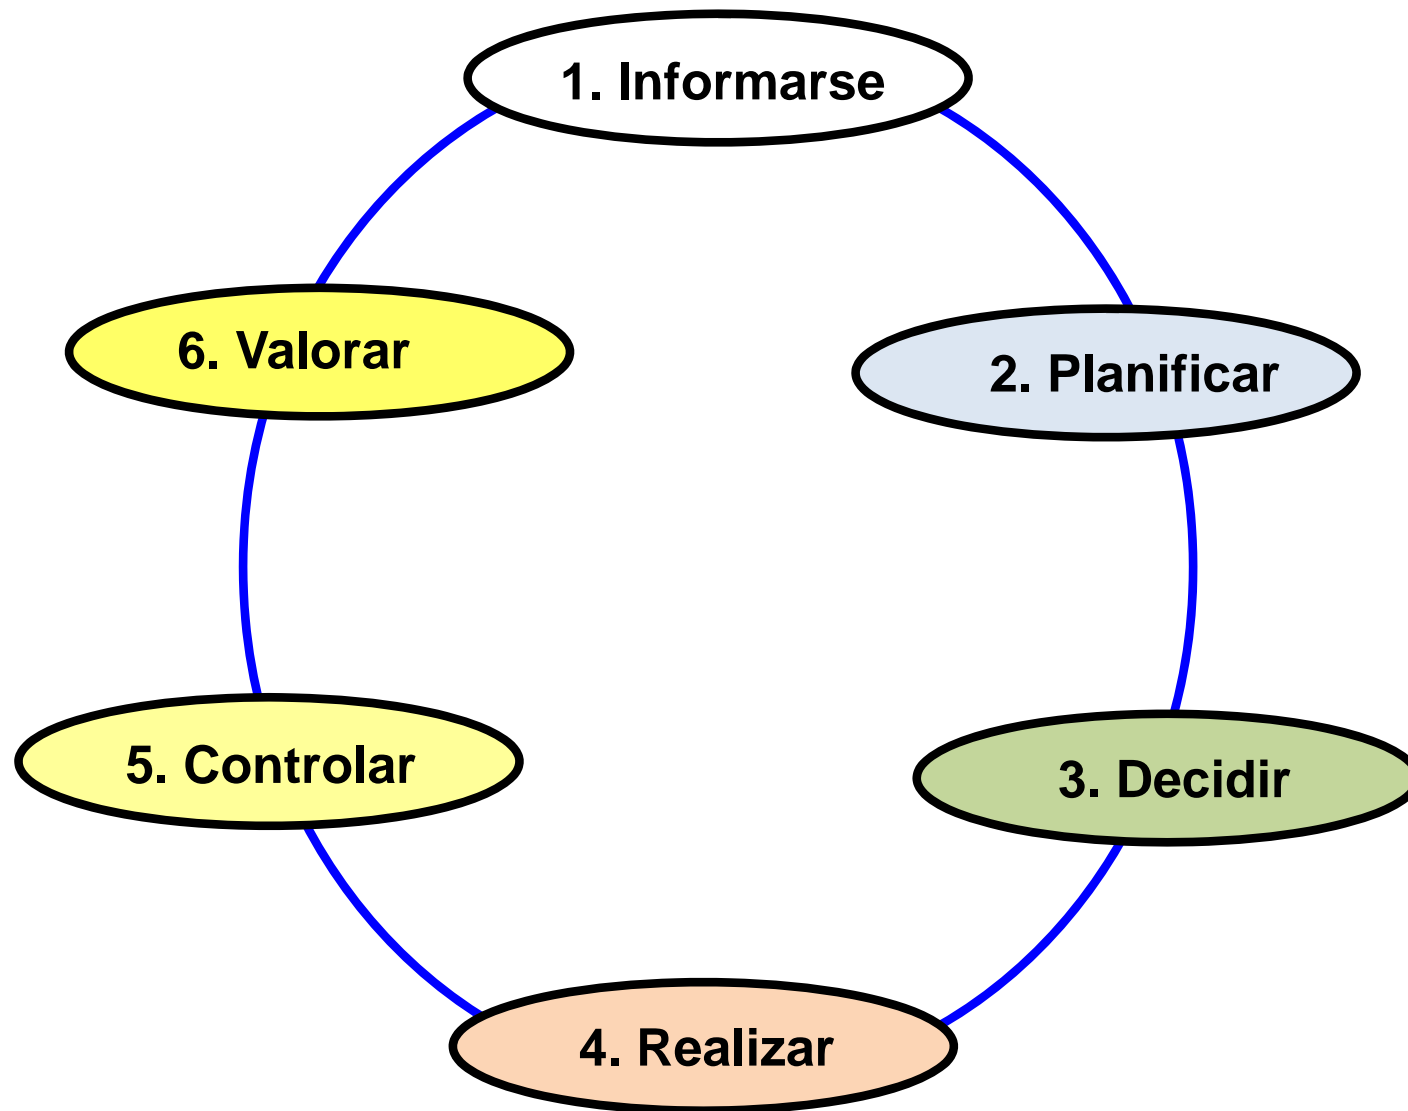 1. Informarse
2. Planificar
3. Decidir
4. Realizar
5. Controlar
6. Valorar